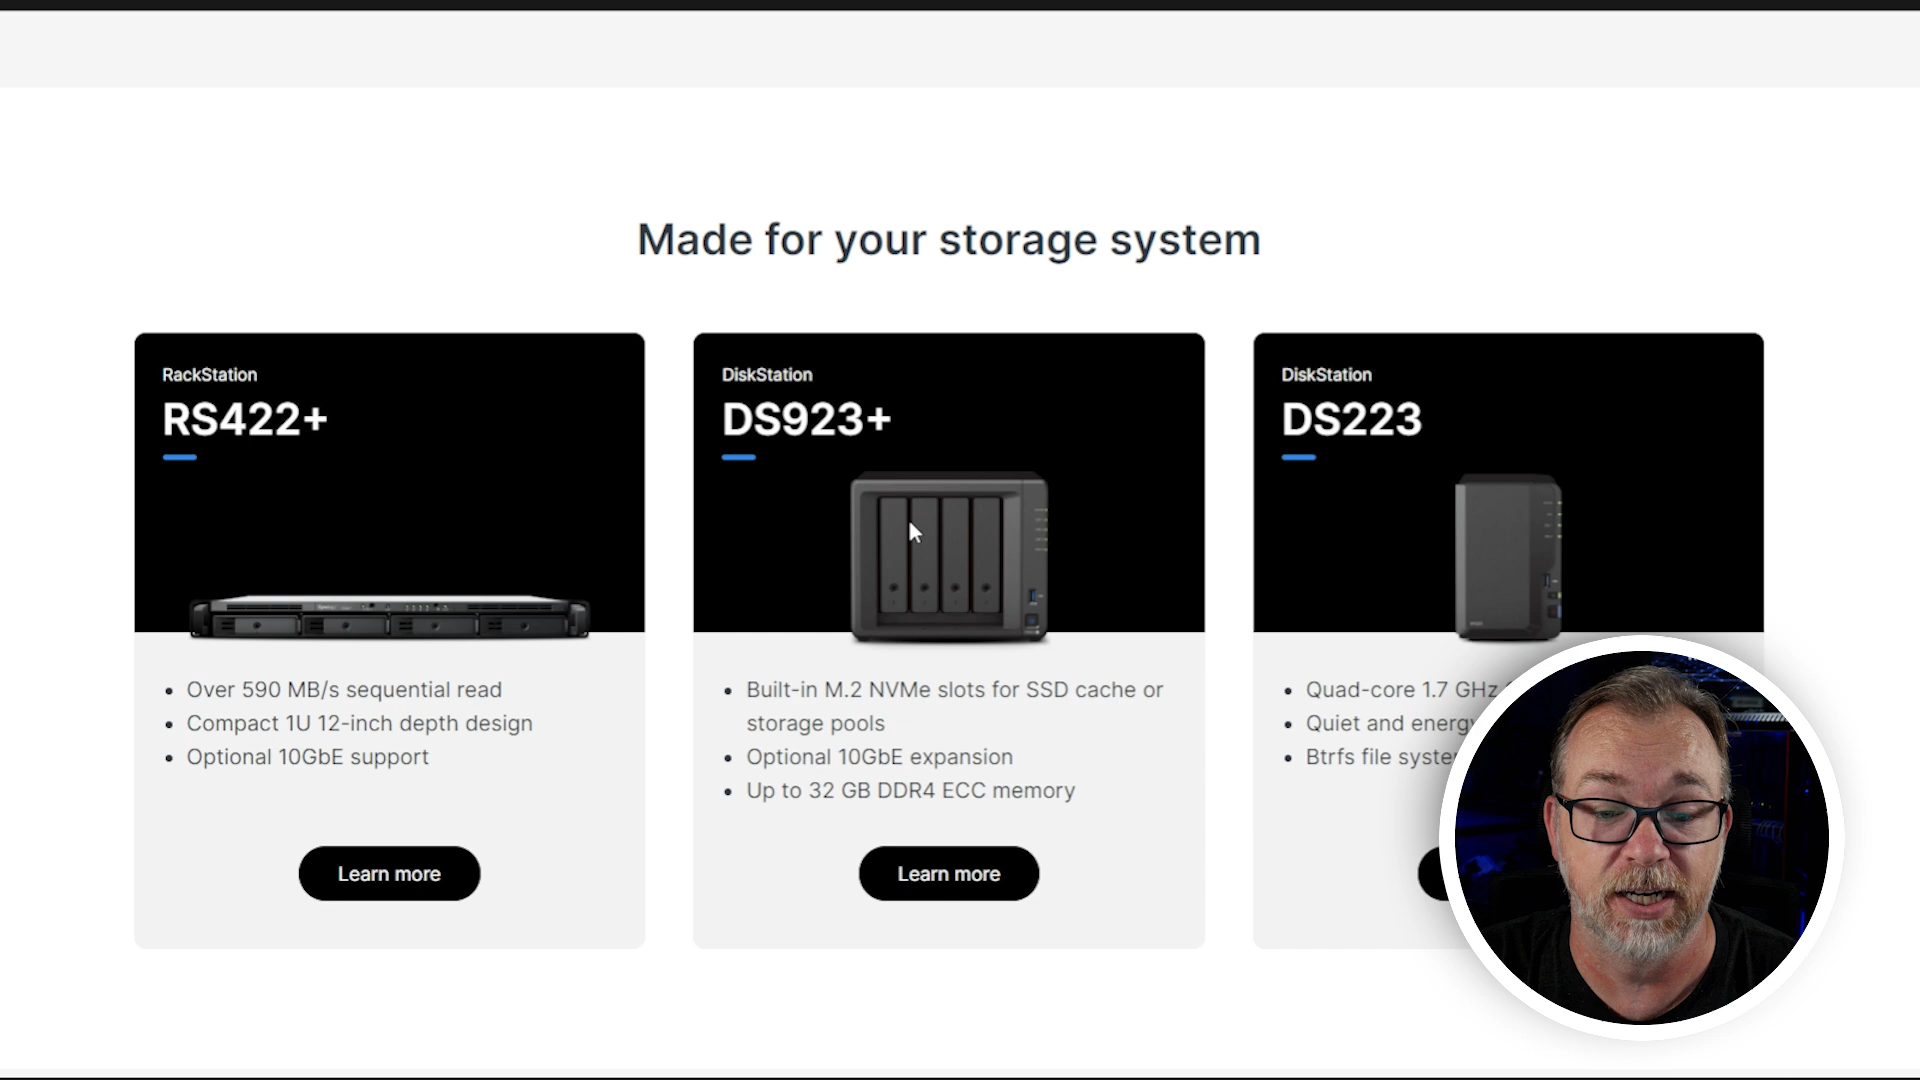 Made for your storage system
RackStation
RS422+
Over 590 MB/s sequential read
Compact 1U 12-inch depth design
Optional 10GbE support
Learn more
DiskStation
DS923+
Built-in M.2 NVMe slots for SSD cache or
storage pools
Optional 10GbE expansion
Up to 32 GB DDR4 ECC memory
Learn more
DiskStation
DS223
Quad-core 1.7 GHz
Quiet and energy
Btrfs file